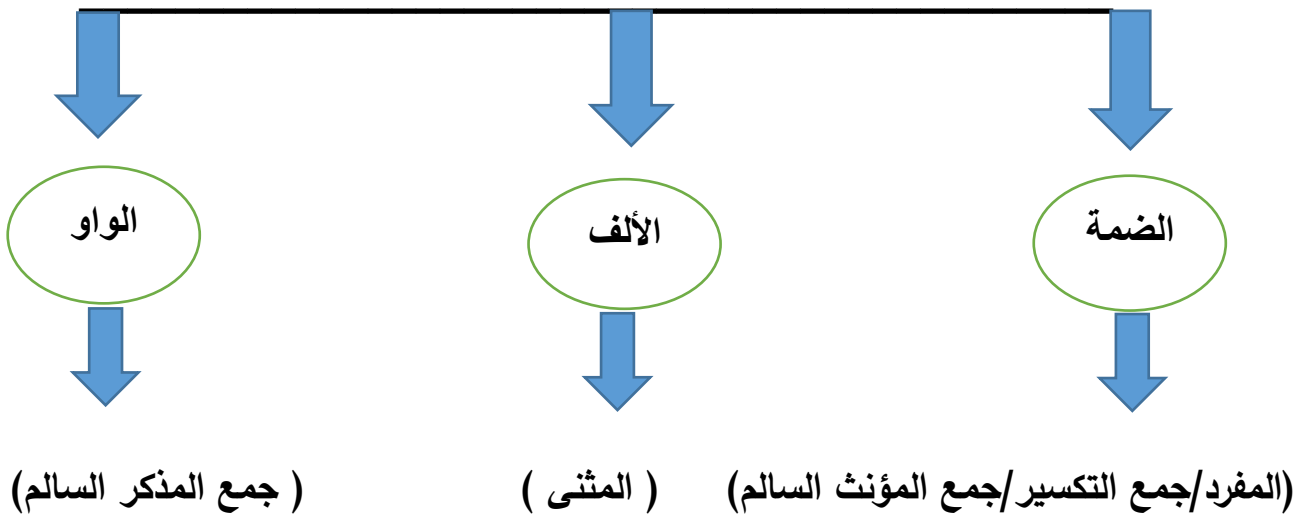 الضمة
الألف
الواو
(المفرد/جمع التكسير/جمع المؤنث السالم)
( المثنى )
( جمع المذكر السالم)